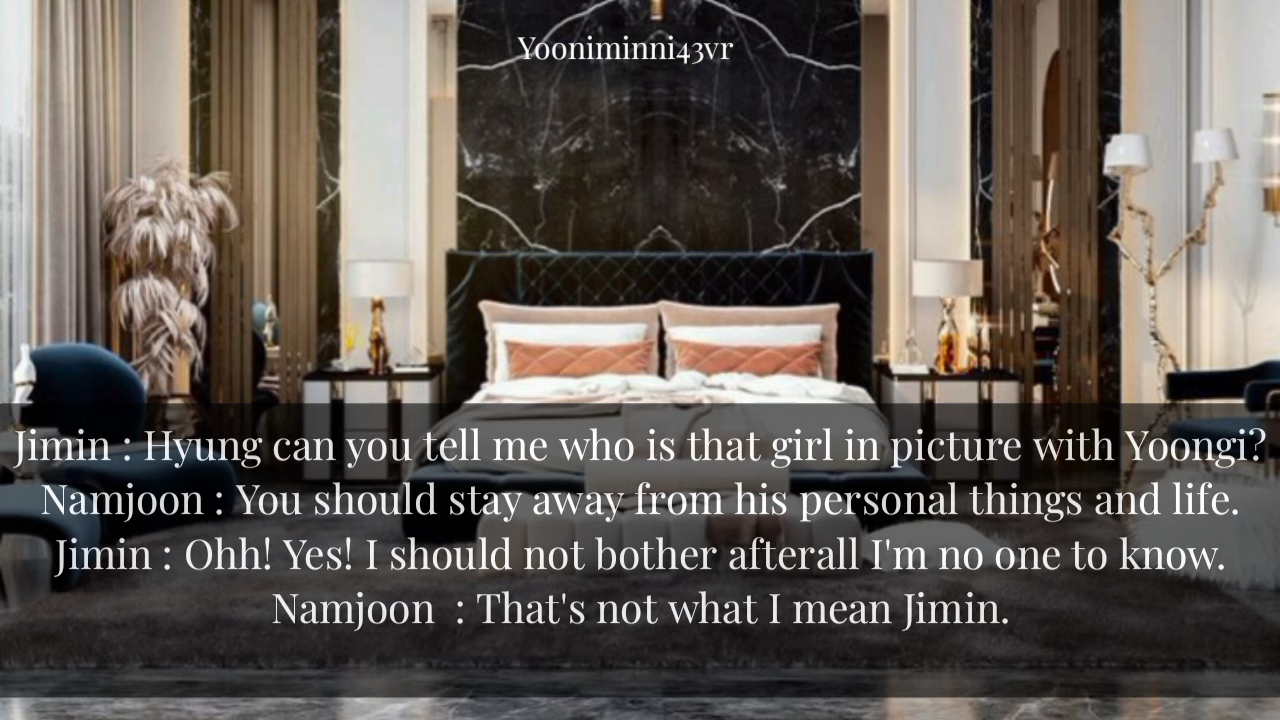 Yooniminni43vr
Jimin : Hyung can you tell me who is that girl in picture with Yoongi?
Namjoon : You should stay away from his personal things and life.
Jimin : Ohh! Yes! I should not bother afterall I'm no one to know.
Namjoon  : That's not what I mean Jimin.